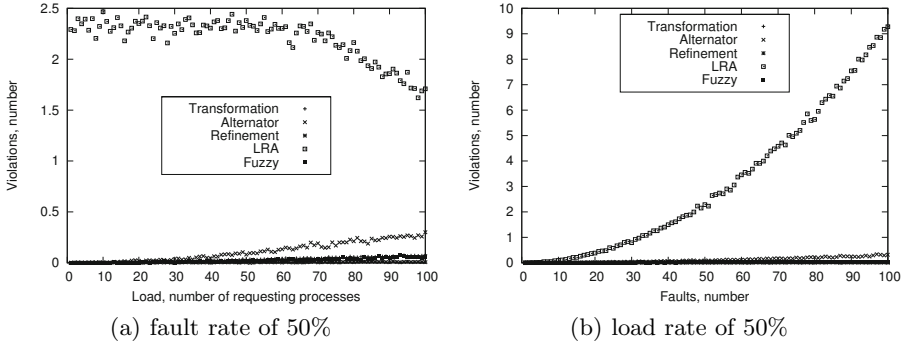 2.5
2
1.5
1
0.5
0
Violations, number
Transformation
Alternator
Refinement
LRA
Fuzzy
0 10 20 30 40 50 60 70 80 90 100
Load, number of requesting processes
(a) fault rate of 50%
10
9
8
7
6
5
4
3
2
1
0
Violations, number
Transformation
Alternator
Refinement
LRA
Fuzzy
0 10 20 30 40 50 60 70 80 90 100
Faults, number
(b) load rate of 50%